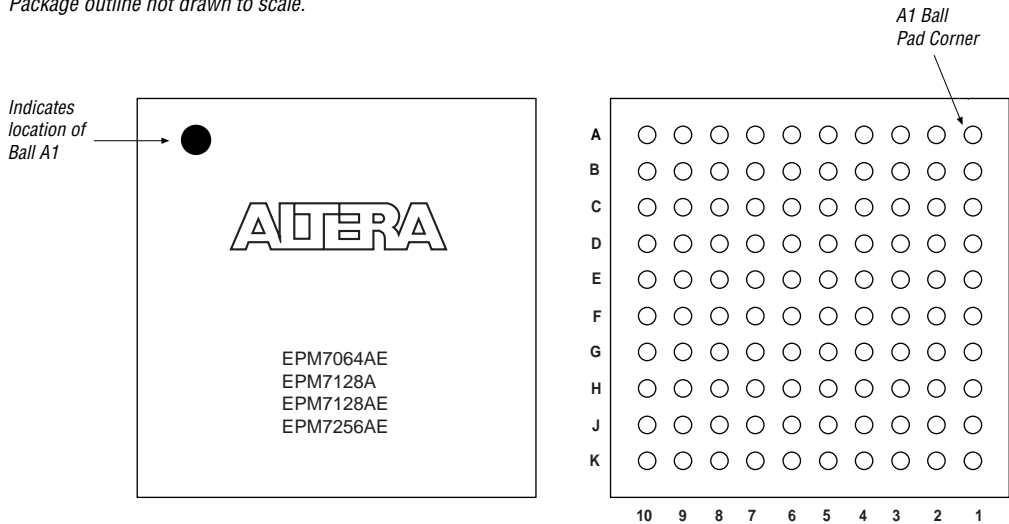 Package outline not drawn to scale.
A1 Ball
Pad Corner
Indicates
location of
Ball A1
ALTERA
EPM7064AE
EPM7128A
EPM7128AE
EPM7256AE
A
B
C
D
E
F
G
H
J
K
10 9 8 7 6 5 4 3 2 1